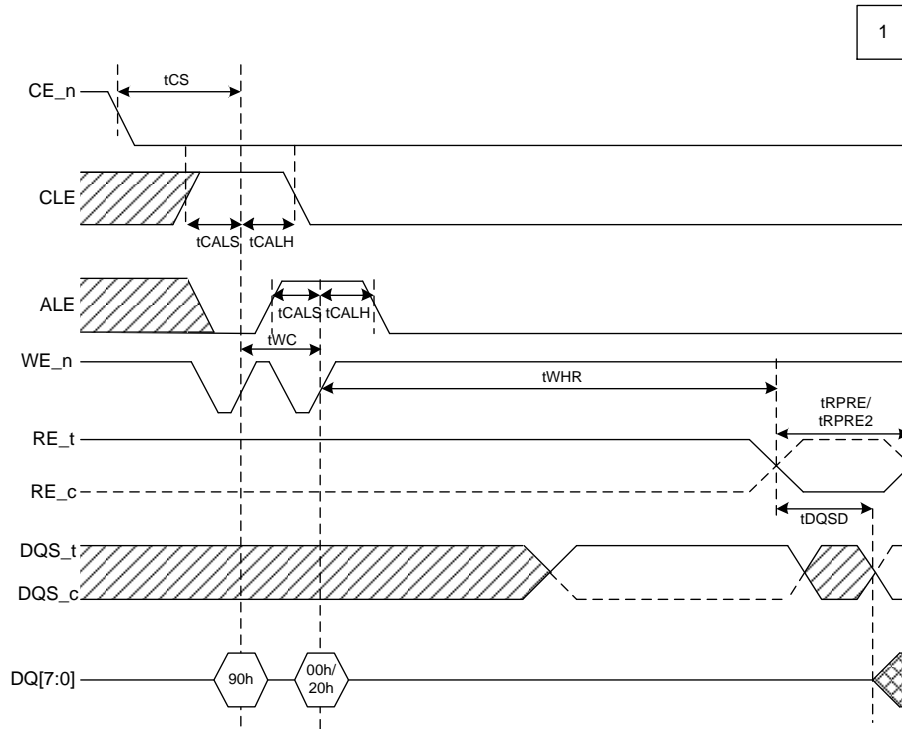 1
tCS
CE_n
CLE
tCALS tCALH
ALE
tCALS tCALH
tWC
WE_n
tWHR
tRPRE/
tRPRE2
RE_t
RE_c
tDQSD
DQS_t
DQS_c
DQ[7:0]
90h
00h/
20h